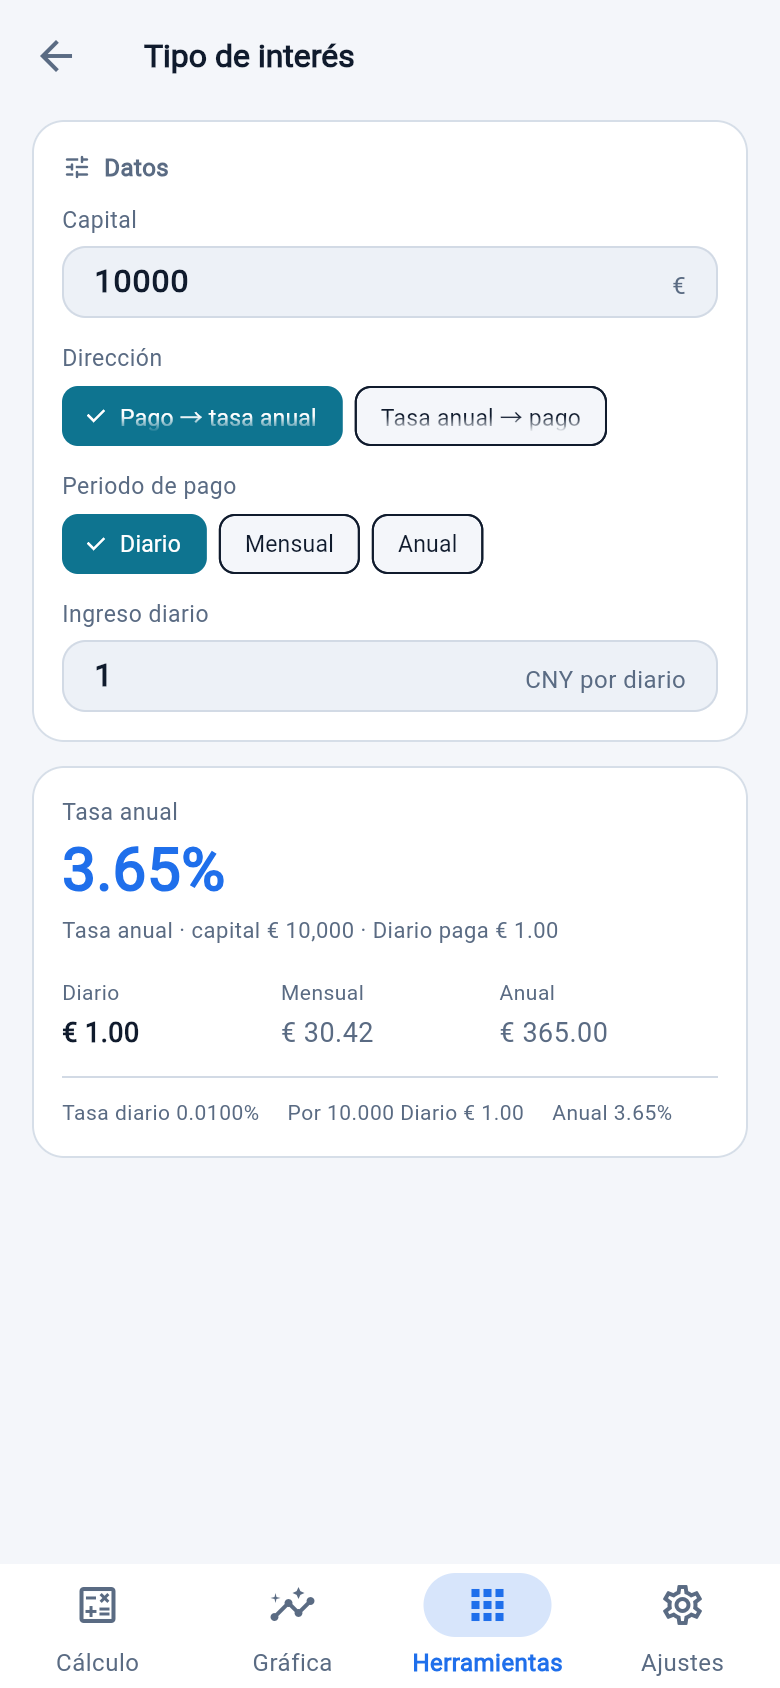 Tipo de interés
Datos
Capital
10000 €
Dirección
Pago → tasa anual Tasa anual → pago
Periodo de pago
Diario Mensual Anual
Ingreso diario
1 CNY por diario
Tasa anual
3.65%
Tasa anual · capital € 10,000 · Diario paga € 1.00
Diario Mensual Anual
€ 1.00 € 30.42 € 365.00
Tasa diario 0.0100% Por 10.000 Diario € 1.00 Anual 3.65%
Cálculo Gráfica Herramientas Ajustes